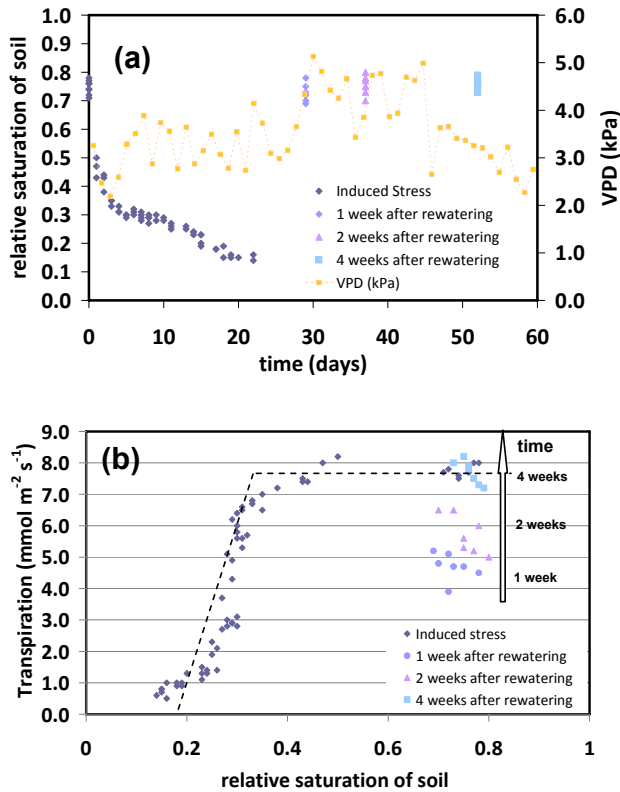 (a)
relative saturation of soil
1.0
0.9
0.8
0.7
0.6
0.5
0.4
0.3
0.2
0.1
0.0
6.0
5.0
4.0
3.0
2.0
1.0
0.0
VPD (kPa)
Induced Stress
1 week after rewatering
2 weeks after rewatering
4 weeks after rewatering
VPD (kPa)
0 10 20 30 40 50 60
time (days)
(b)
Transpiration (mmol m⁻² s⁻¹)
9.0
8.0
7.0
6.0
5.0
4.0
3.0
2.0
1.0
0.0
time
4 weeks
2 weeks
1 week
Induced stress
1 week after rewatering
2 weeks after rewatering
4 weeks after rewatering
0 0.2 0.4 0.6 0.8 1
relative saturation of soil